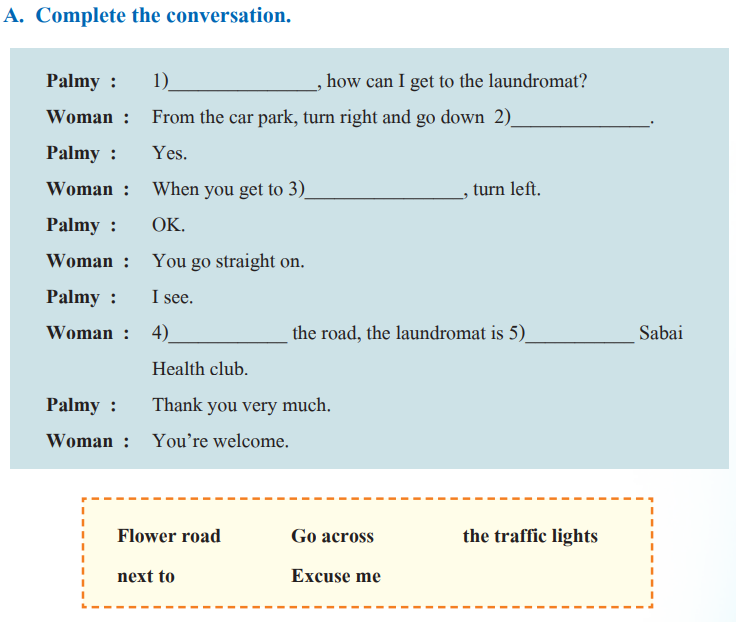 A. Complete the conversation.
Palmy : 1)_______________, how can I get to the laundromat?
Woman : From the car park, turn right and go down 2)______________.
Palmy : Yes.
Woman : When you get to 3)________________, turn left.
Palmy : OK.
Woman : You go straight on.
Palmy : I see.
Woman : 4)____________ the road, the laundromat is 5)___________ Sabai
Health club.
Palmy : Thank you very much.
Woman : You’re welcome.
Flower road Go across the traffic lights
next to Excuse me